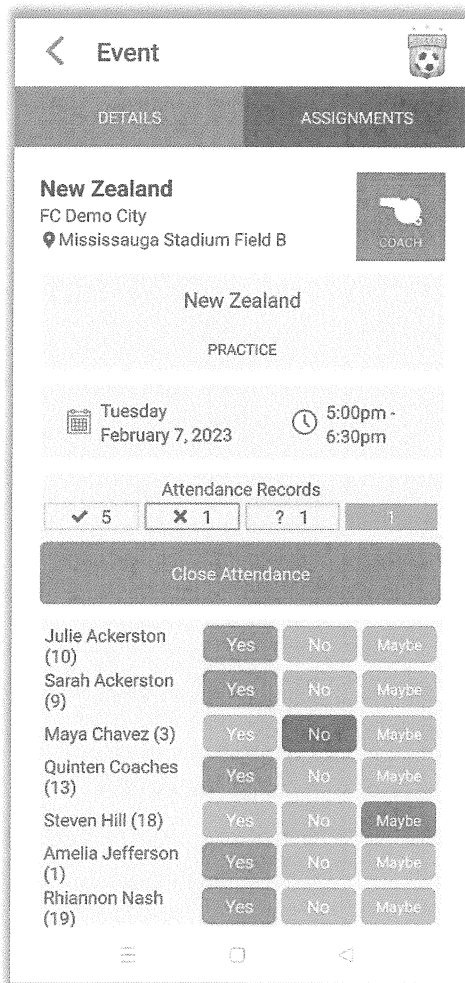 Event
DETAILS ASSIGNMENTS
New Zealand
FC Demo City
Mississauga Stadium Field B
COACH
New Zealand
PRACTICE
Tuesday
February 7, 2023
5:00pm -
6:30pm
Attendance Records
✔ 5 ✖ 1 ? 1 1
Close Attendance
Julie Ackerston
(10)
Yes No Maybe
Sarah Ackerston
(9)
Yes No Maybe
Maya Chavez (3) Yes No Maybe
Quinten Coaches
(13)
Yes No Maybe
Steven Hill (18) Yes No Maybe
Amelia Jefferson
(1)
Yes No Maybe
Rhiannon Nash
(19)
Yes No Maybe